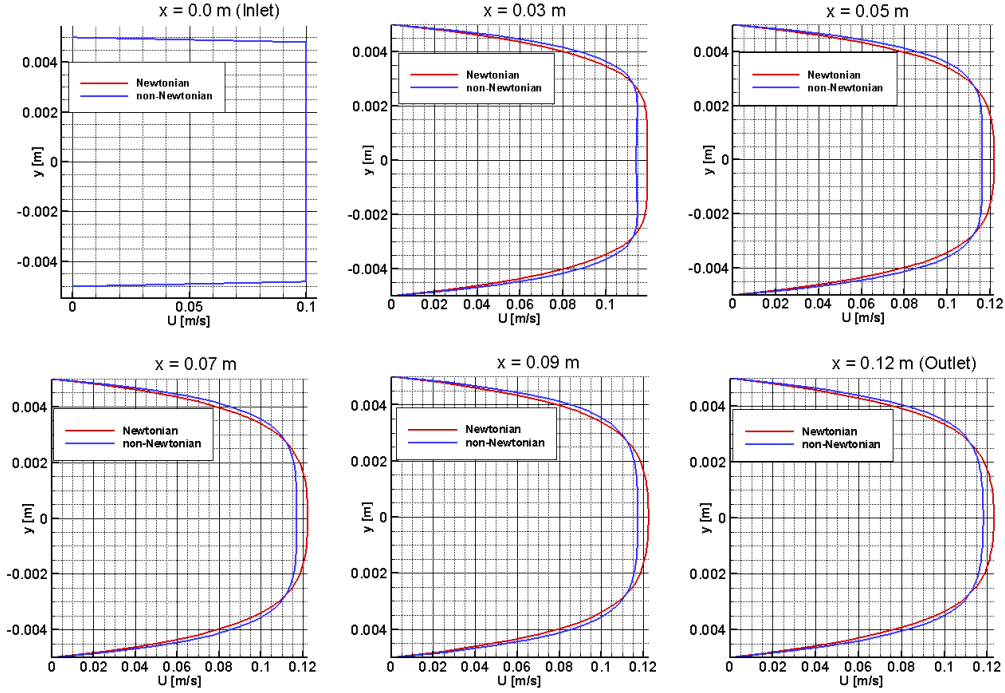 x = 0.0 m (Inlet)
0.004
0.002
0
-0.002
-0.004
y [m]
Newtonian
non-Newtonian
0
0.05
0.1
U [m/s]
x = 0.03 m
0.004
0.002
0
-0.002
-0.004
y [m]
Newtonian
non-Newtonian
0
0.02
0.04
0.06
0.08
0.1
U [m/s]
x = 0.05 m
0.004
0.002
0
-0.002
-0.004
y [m]
Newtonian
non-Newtonian
0
0.02
0.04
0.06
0.08
0.1
0.12
U [m/s]
x = 0.07 m
0.004
0.002
0
-0.002
-0.004
y [m]
Newtonian
non-Newtonian
0
0.02
0.04
0.06
0.08
0.1
0.12
U [m/s]
x = 0.09 m
0.004
0.002
0
0.002
0.004
y [m]
Newtonian
non-Newtonian
0
0.02
0.04
0.06
0.08
0.1
0.12
U [m/s]
x = 0.12 m (Outlet)
0.004
0.002
0
-0.002
-0.004
y [m]
Newtonian
non-Newtonian
0
0.02
0.04
0.06
0.08
0.1
0.12
U [m/s]